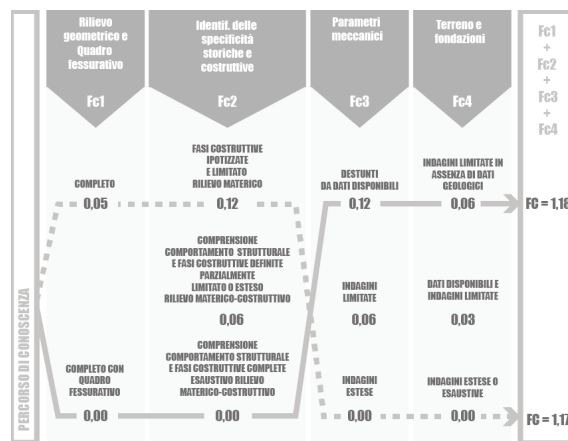 Rilievo
geometrico e
Quadro
fessurativo
Fc1
Identif. delle
specificità
storiche e
costruttive
Fc2
Parametri
meccanici
Fc3
Terreno e
fondazioni
Fc4
Fc1
+
Fc2
+
Fc3
+
Fc4
PERCORSO DI CONOSCENZA
COMPLETO
0,05
FASI COSTRUTTIVE
IPOTIZZATE
E LIMITATO
RILIEVO MATERICO
0,12
DESTUNTI
DA DATI DISPONIBILI
0,12
INDAGINI LIMITATE IN
ASSENZA DI DATI
GEOLOGICI
0,06
FC = 1,18
COMPRENSIONE
COMPORTAMENTO STRUTTURALE
E FASI COSTRUTTIVE DEFINITE
PARZIALMENTE
LIMITATO O ESTESO
RILIEVO MATERICO-COSTRUTTIVO
0,06
INDAGINI
LIMITATE
0,06
DATI DISPONIBILI E
INDAGINI LIMITATE
0,03
COMPLETO CON
QUADRO
FESSURATIVO
0,00
COMPRENSIONE
COMPORTAMENTO STRUTTURALE
E FASI COSTRUTTIVE COMPLETE
ESAUSTIVO RILIEVO
MATERICO-COSTRUTTIVO
0,00
INDAGINI
ESTESE
0,00
INDAGINI ESTESE O
ESAUSTIVE
0,00
FC = 1,17